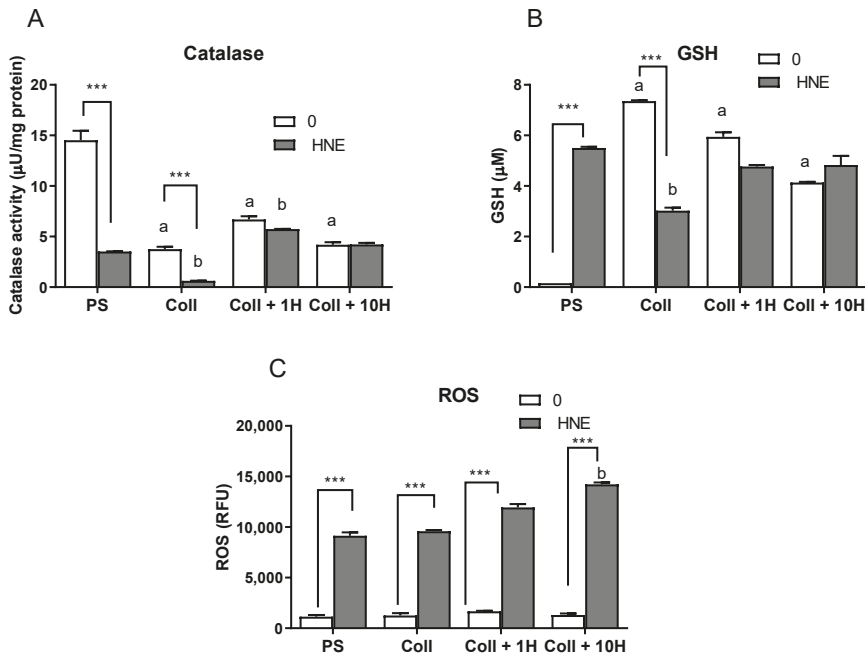 A
Catalase
Catalase activity (µU/mg protein)
20
15
10
5
0
***
***
a
b
a
b
a
0
HNE
PS
Coll
Coll + 1H
Coll + 10H
B
GSH
GSH (µM)
8
6
4
2
0
***
***
a
b
a
a
0
HNE
PS
Coll
Coll + 1H
Coll + 10H
C
ROS
ROS (RFU)
20,000
15,000
10,000
5,000
0
***
***
***
***
b
0
HNE
PS
Coll
Coll + 1H
Coll + 10H